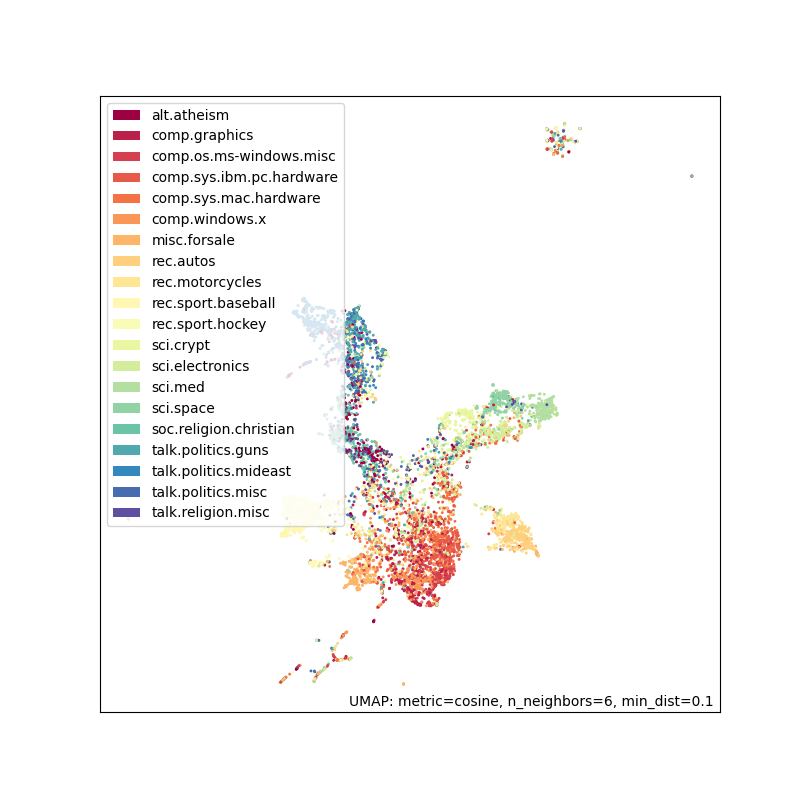 alt.atheism
comp.graphics
comp.os.ms-windows.misc
comp.sys.ibm.pc.hardware
comp.sys.mac.hardware
comp.windows.x
misc.forsale
rec.autos
rec.motorcycles
rec.sport.baseball
rec.sport.hockey
sci.crypt
sci.electronics
sci.med
sci.space
soc.religion.christian
talk.politics.guns
talk.politics.mideast
talk.politics.misc
talk.religion.misc
UMAP: metric=cosine, n_neighbors=6, min_dist=0.1